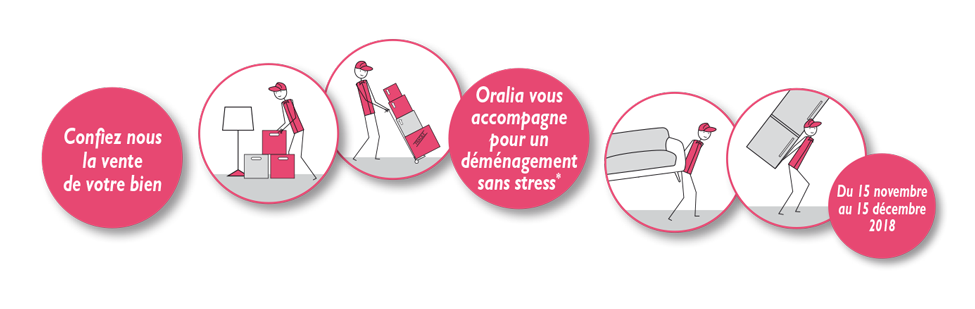 Confiez nous
la vente
de votre bien
Oralia vous
accompagne
pour un
déménagement
sans stress*
Du 15 novembre
au 15 décembre
2018